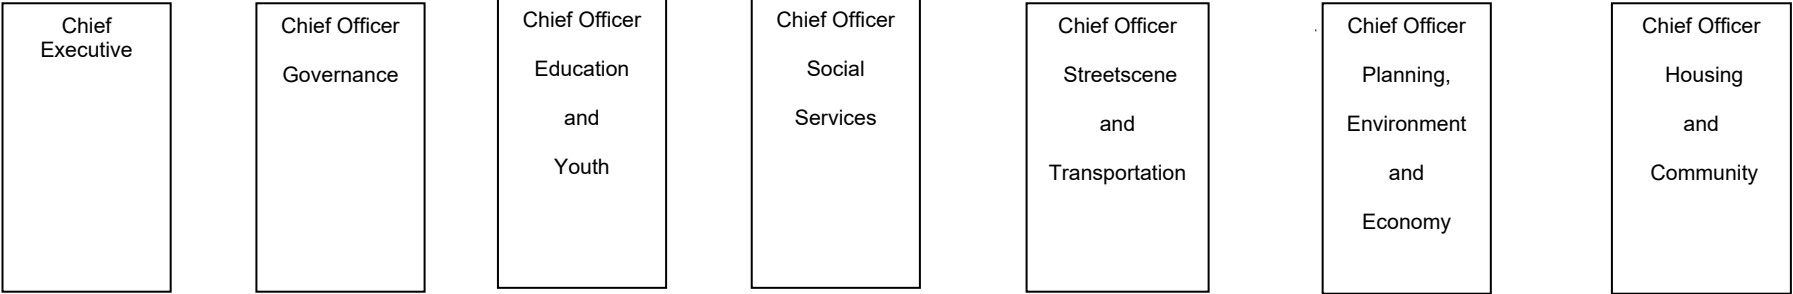 Chief
Executive
Chief Officer
Governance
Chief Officer
Education
and
Youth
Chief Officer
Social
Services
Chief Officer
Streetscene
and
Transportation
Chief Officer
Planning,
Environment
and
Economy
Chief Officer
Housing
and
Community